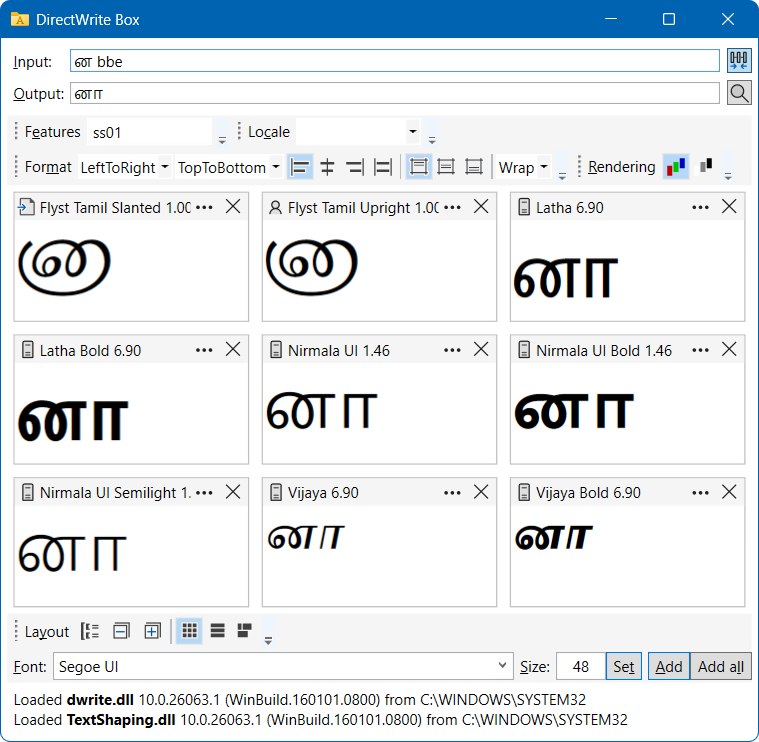 DirectWrite Box
Input: ன bbe
Output: னா
Features ss01 Locale
Format LeftToRight TopToBottom Wrap Rendering
Flyst Tamil Slanted 1.00 ••• Flyst Tamil Upright 1.00 ••• Latha 6.90 •••
னா னா னா
Latha Bold 6.90 ••• Nirmala UI 1.46 ••• Nirmala UI Bold 1.46 •••
னா னா னா
Nirmala UI Semilight 1. ••• Vijaya 6.90 ••• Vijaya Bold 6.90 •••
னா னா னா
Layout
Font: Segoe UI Size: 48 Set Add Add all
Loaded dwrite.dll 10.0.26063.1 (WinBuild.160101.0800) from C:\WINDOWS\SYSTEM32
Loaded TextShaping.dll 10.0.26063.1 (WinBuild.160101.0800) from C:\WINDOWS\SYSTEM32